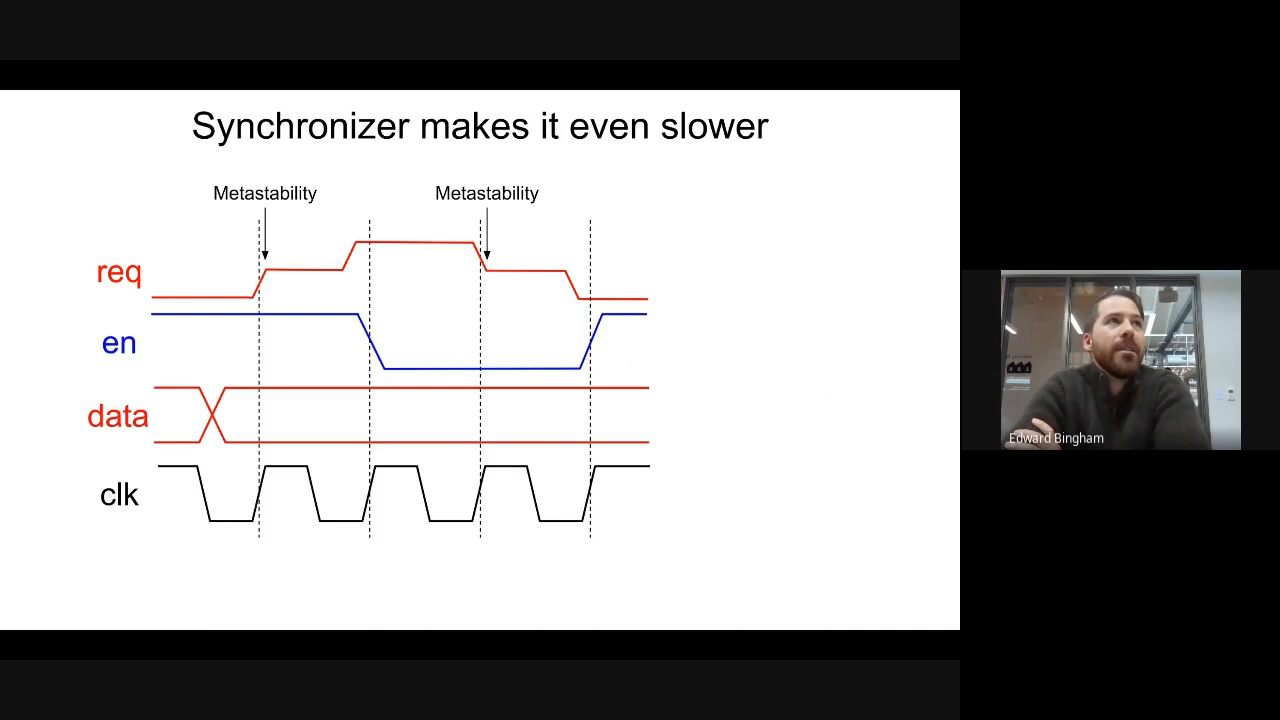 Synchronizer makes it even slower
Metastability
Metastability
req
en
data
clk
Edward Bingham